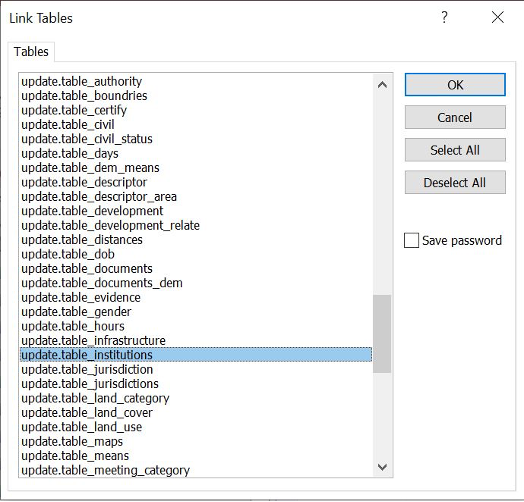 Link Tables
?
Tables
update.table_authority
update.table_boundries
update.table_certify
update.table_civil
update.table_civil_status
update.table_days
update.table_dem_means
update.table_descriptor
update.table_descriptor_area
update.table_development
update.table_development_relate
update.table_distances
update.table_dob
update.table_documents
update.table_documents_dem
update.table_evidence
update.table_gender
update.table_hours
update.table_infrastructure
update.table_institutions
update.table_jurisdiction
update.table_jurisdictions
update.table_land_category
update.table_land_cover
update.table_land_use
update.table_maps
update.table_means
update.table_meeting_category
OK
Cancel
Select All
Deselect All
Save password